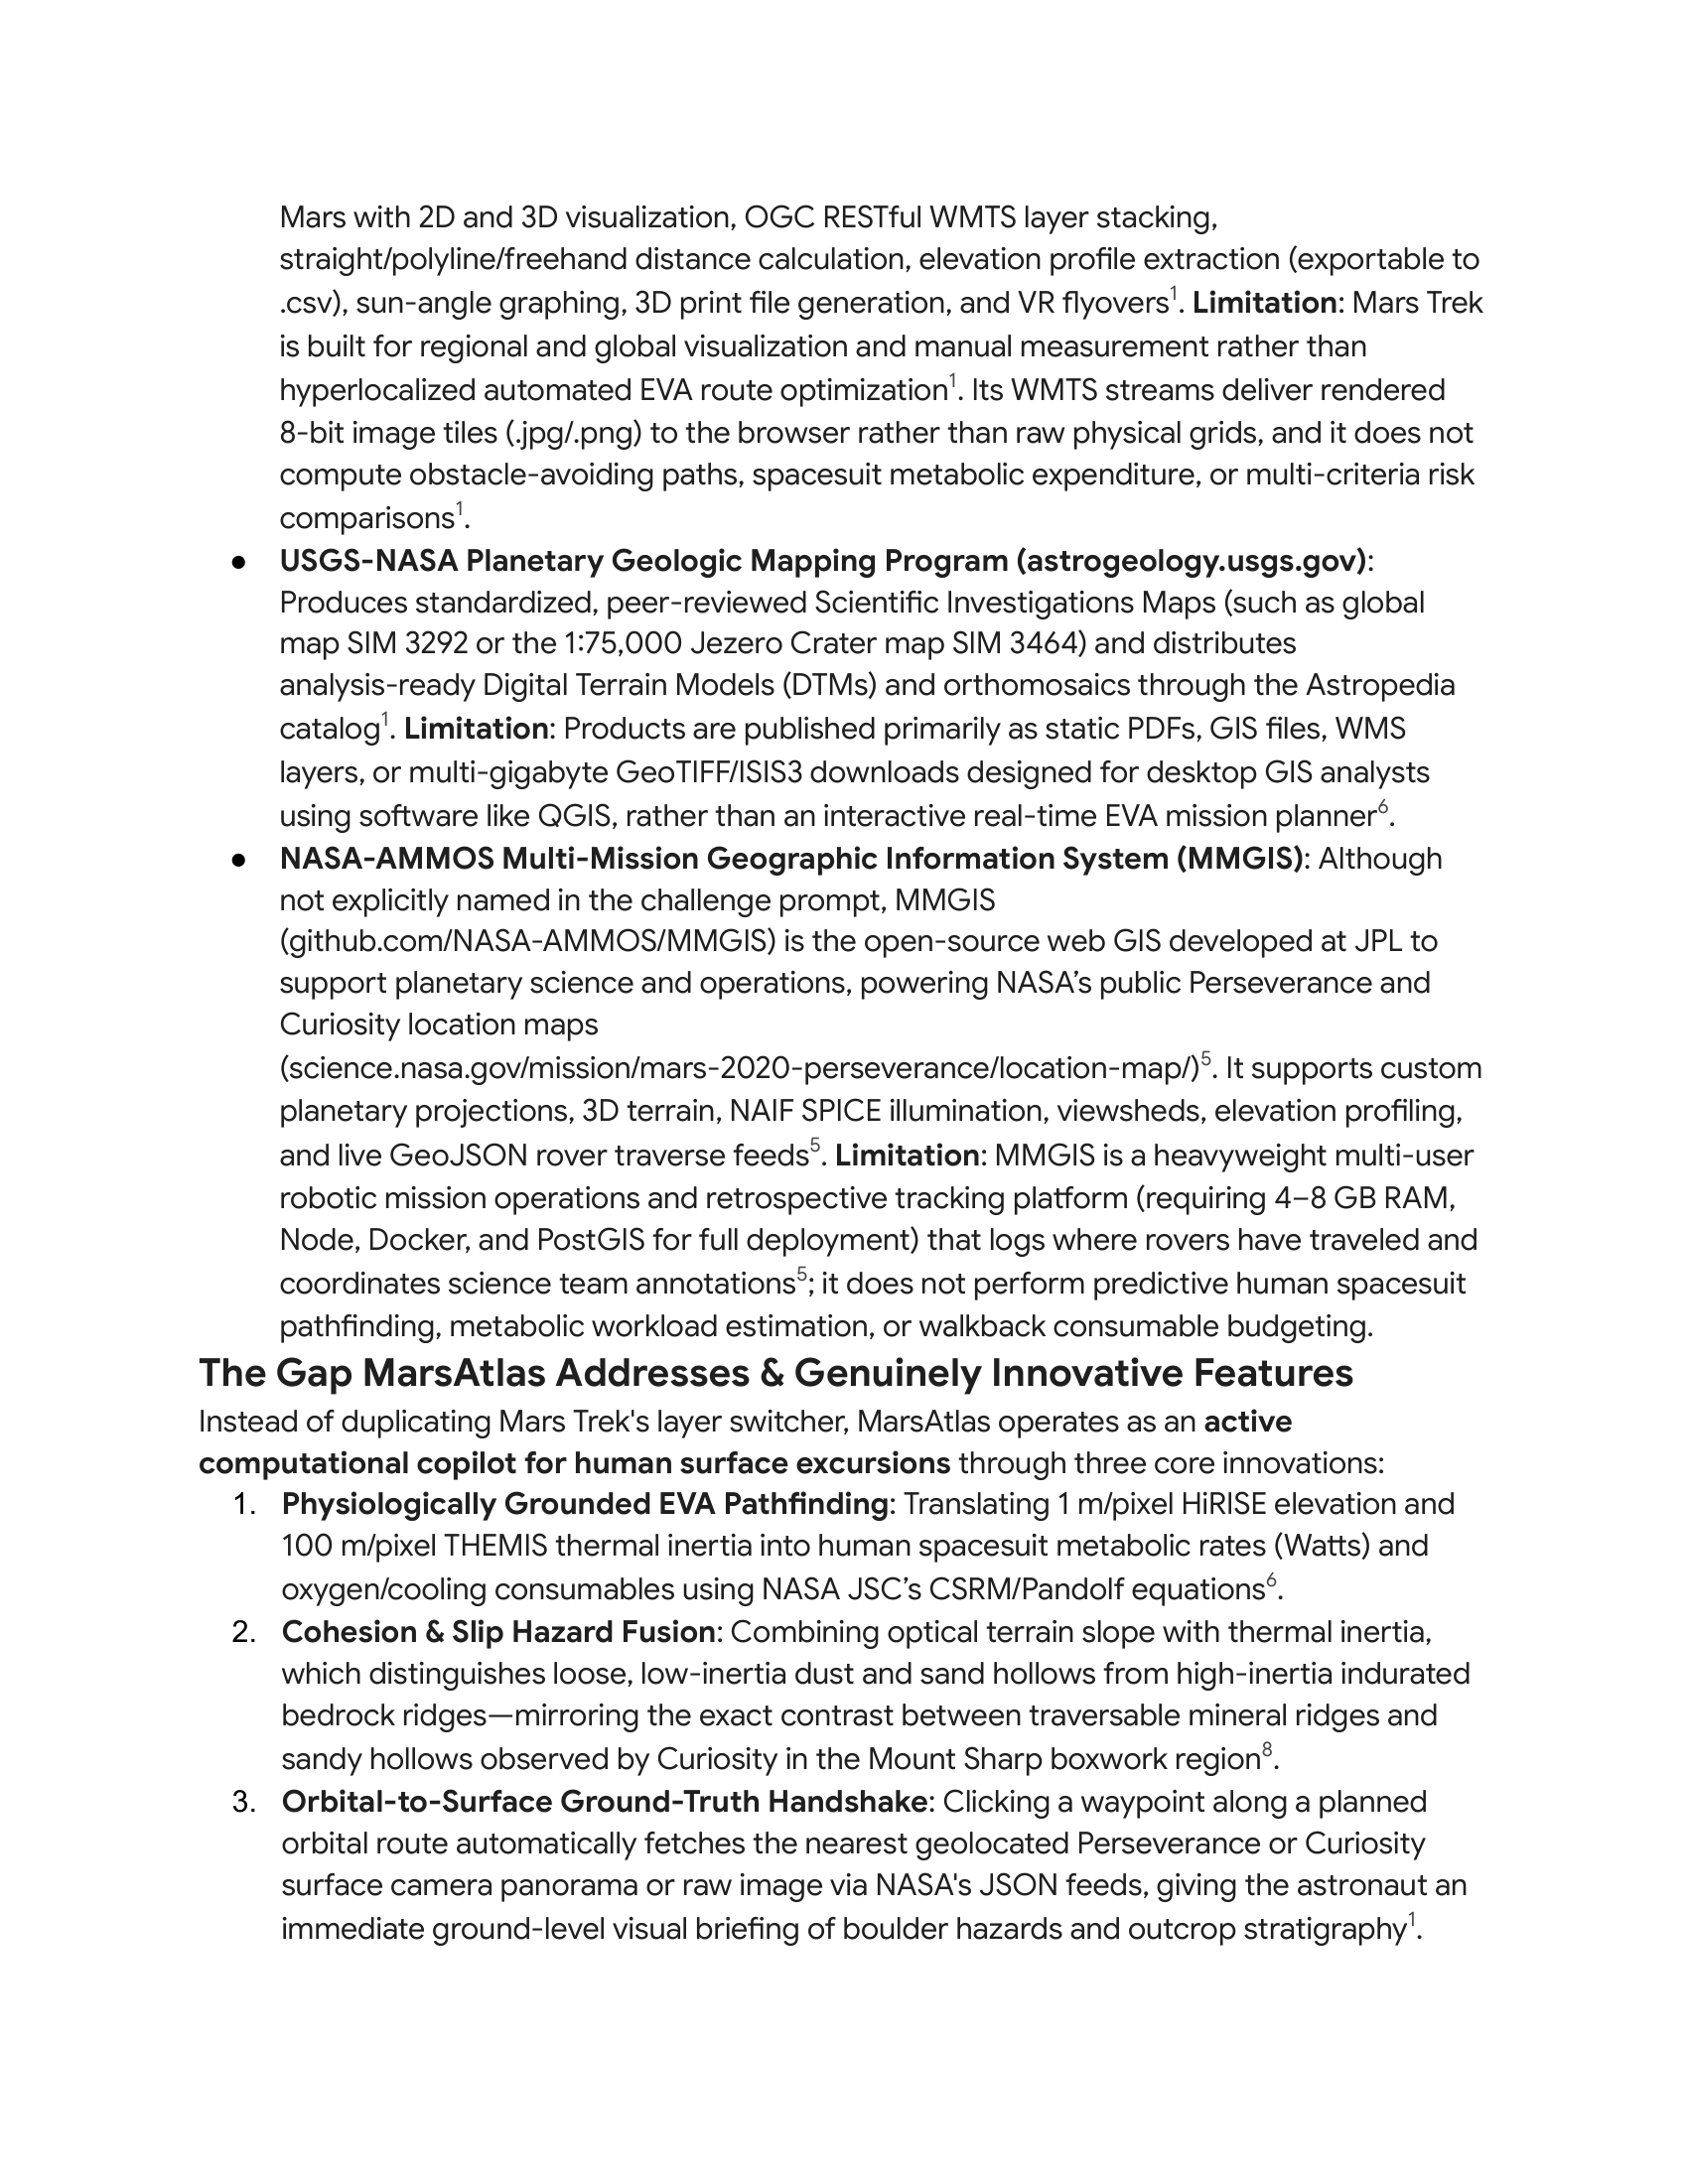 Mars with 2D and 3D visualization, OGC RESTful WMTS layer stacking,
straight/polyline/freehand distance calculation, elevation profile extraction (exportable to
.csv), sun-angle graphing, 3D print file generation, and VR flyovers1. Limitation: Mars Trek
is built for regional and global visualization and manual measurement rather than
hyperlocalized automated EVA route optimization1. Its WMTS streams deliver rendered
8-bit image tiles (.jpg/.png) to the browser rather than raw physical grids, and it does not
compute obstacle-avoiding paths, spacesuit metabolic expenditure, or multi-criteria risk
comparisons1.
● USGS-NASA Planetary Geologic Mapping Program (astrogeology.usgs.gov):
Produces standardized, peer-reviewed Scientific Investigations Maps (such as global
map SIM 3292 or the 1:75,000 Jezero Crater map SIM 3464) and distributes
analysis-ready Digital Terrain Models (DTMs) and orthomosaics through the Astropedia
catalog1. Limitation: Products are published primarily as static PDFs, GIS files, WMS
layers, or multi-gigabyte GeoTIFF/ISIS3 downloads designed for desktop GIS analysts
using software like QGIS, rather than an interactive real-time EVA mission planner6.
● NASA-AMMOS Multi-Mission Geographic Information System (MMGIS): Although
not explicitly named in the challenge prompt, MMGIS
(github.com/NASA-AMMOS/MMGIS) is the open-source web GIS developed at JPL to
support planetary science and operations, powering NASA’s public Perseverance and
Curiosity location maps
(science.nasa.gov/mission/mars-2020-perseverance/location-map/)5. It supports custom
planetary projections, 3D terrain, NAIF SPICE illumination, viewsheds, elevation profiling,
and live GeoJSON rover traverse feeds5. Limitation: MMGIS is a heavyweight multi-user
robotic mission operations and retrospective tracking platform (requiring 4–8 GB RAM,
Node, Docker, and PostGIS for full deployment) that logs where rovers have traveled and
coordinates science team annotations5; it does not perform predictive human spacesuit
pathfinding, metabolic workload estimation, or walkback consumable budgeting.
The Gap MarsAtlas Addresses & Genuinely Innovative Features
Instead of duplicating Mars Trek's layer switcher, MarsAtlas operates as an active
computational copilot for human surface excursions through three core innovations:
1. Physiologically Grounded EVA Pathfinding: Translating 1 m/pixel HiRISE elevation and
100 m/pixel THEMIS thermal inertia into human spacesuit metabolic rates (Watts) and
oxygen/cooling consumables using NASA JSC’s CSRM/Pandolf equations6.
2. Cohesion & Slip Hazard Fusion: Combining optical terrain slope with thermal inertia,
which distinguishes loose, low-inertia dust and sand hollows from high-inertia indurated
bedrock ridges—mirroring the exact contrast between traversable mineral ridges and
sandy hollows observed by Curiosity in the Mount Sharp boxwork region8.
3. Orbital-to-Surface Ground-Truth Handshake: Clicking a waypoint along a planned
orbital route automatically fetches the nearest geolocated Perseverance or Curiosity
surface camera panorama or raw image via NASA's JSON feeds, giving the astronaut an
immediate ground-level visual briefing of boulder hazards and outcrop stratigraphy1.